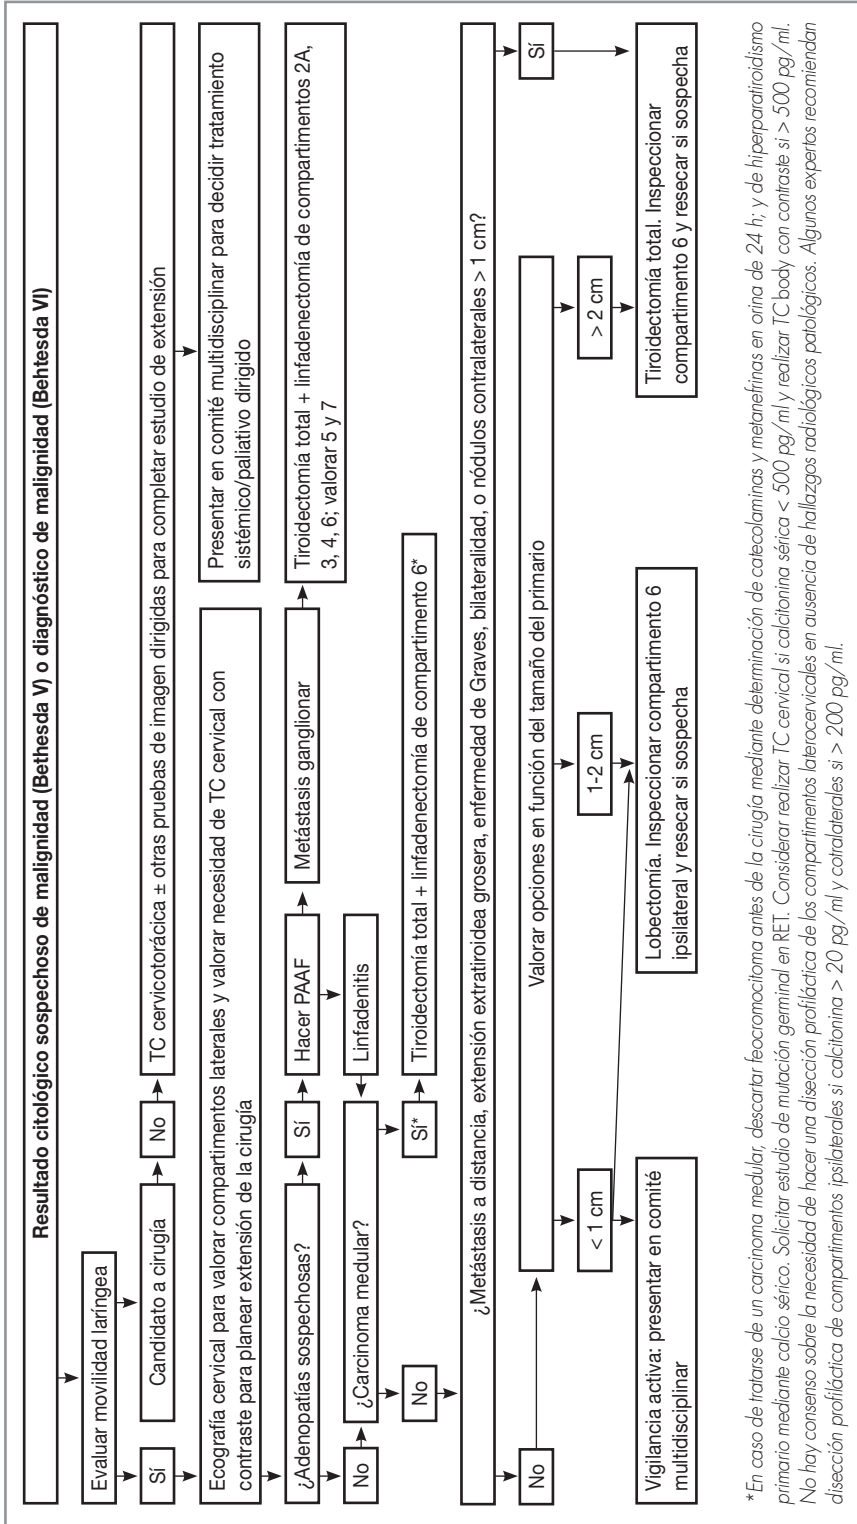 Resultado citológico sospechoso de malignidad (Bethesda V) o diagnóstico de malignidad (Behtesda VI)
Evaluar movilidad laríngea
Sí
Candidato a cirugía
No
TC cervicotorácica ± otras pruebas de imagen dirigidas para completar estudio de extensión
Ecografía cervical para valorar compartimentos laterales y valorar necesidad de TC cervical con
contraste para planear extensión de la cirugía
Presentar en comité multidisciplinar para decidir tratamiento
sistémico/paliativo dirigido
¿Adenopatías sospechosas?
Sí
Hacer PAAF
Metástasis ganglionar
Tiroidectomía total + linfadenectomía de compartimentos 2A,
3, 4, 6; valorar 5 y 7
No
¿Carcinoma medular?
Linfadenitis
No
Sí*
Tiroidectomía total + linfadenectomía de compartimento 6*
¿Metástasis a distancia, extensión extratiroidea grosera, enfermedad de Graves, bilateralidad, o nódulos contralaterales > 1 cm?
No
Valorar opciones en función del tamaño del primario
Sí
< 1 cm
1-2 cm
> 2 cm
Vigilancia activa: presentar en comité
multidisciplinar
Lobectomía. Inspeccionar compartimento 6
ipsilateral y resecar si sospecha
Tiroidectomía total. Inspeccionar
compartimento 6 y resecar si sospecha
*En caso de tratarse de un carcinoma medular, descartar feocromocitoma antes de la cirugía mediante determinación de catecolaminas y metanefrinas en orina de 24 h; y de hiperparatiroidismo
primario mediante calcio sérico. Solicitar estudio de mutación germinal en RET. Considerar realizar TC cervical si calcitonina sérica < 500 pg/ml y realizar TC body con contraste si > 500 pg/ml.
No hay consenso sobre la necesidad de hacer una disección profiláctica de los compartimentos laterocervicales en ausencia de hallazgos radiológicos patológicos. Algunos expertos recomiendan
disección profiláctica de compartimentos ipsilaterales si calcitonina > 20 pg/ml y cotralaterales si > 200 pg/ml.